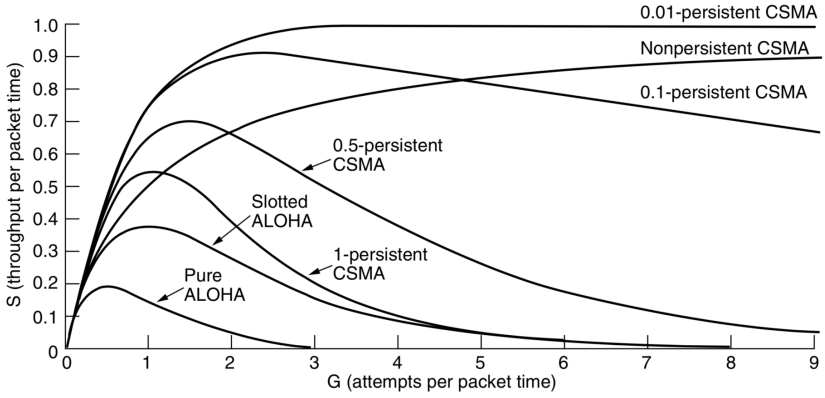 0.01-persistent CSMA
Nonpersistent CSMA
0.1-persistent CSMA
0.5-persistent
CSMA
Slotted
ALOHA
1-persistent
CSMA
Pure
ALOHA
S (throughput per packet time)
1.0
0.9
0.8
0.7
0.6
0.5
0.4
0.3
0.2
0.1
0
0 1 2 3 4 5 6 7 8 9
G (attempts per packet time)